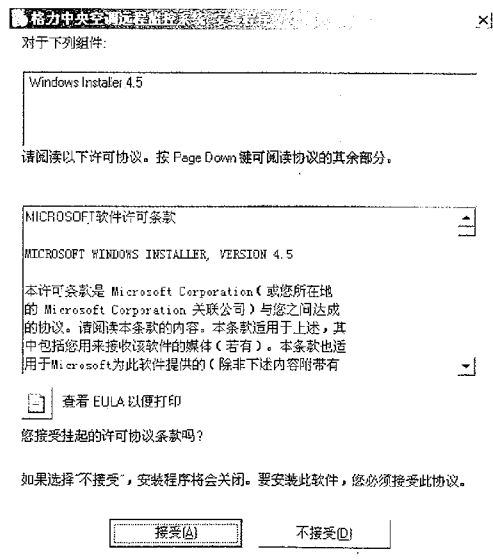 格力中央空调远程监控系统 安装程序
对于下列组件:
Windows Installer 4.5
请阅读以下许可协议。按 Page Down 键可阅读协议的其余部分。
MICROSOFT软件许可条款
MICROSOFT WINDOWS INSTALLER, VERSION 4.5
本许可条款是 Microsoft Corporation(或您所在地
的 Microsoft Corporation 关联公司)与您之间达成
的协议。请阅读本条款的内容。本条款适用于上述,其
中包括您用来接收该软件的媒体(若有)。本条款也适
用于Microsoft为此软件提供的(除非下述内容附带有
查看 EULA 以便打印
您接受挂起的许可协议条款吗?
如果选择“不接受”,安装程序将会关闭。要安装此软件,您必须接受此协议。
接受(A) 不接受(D)